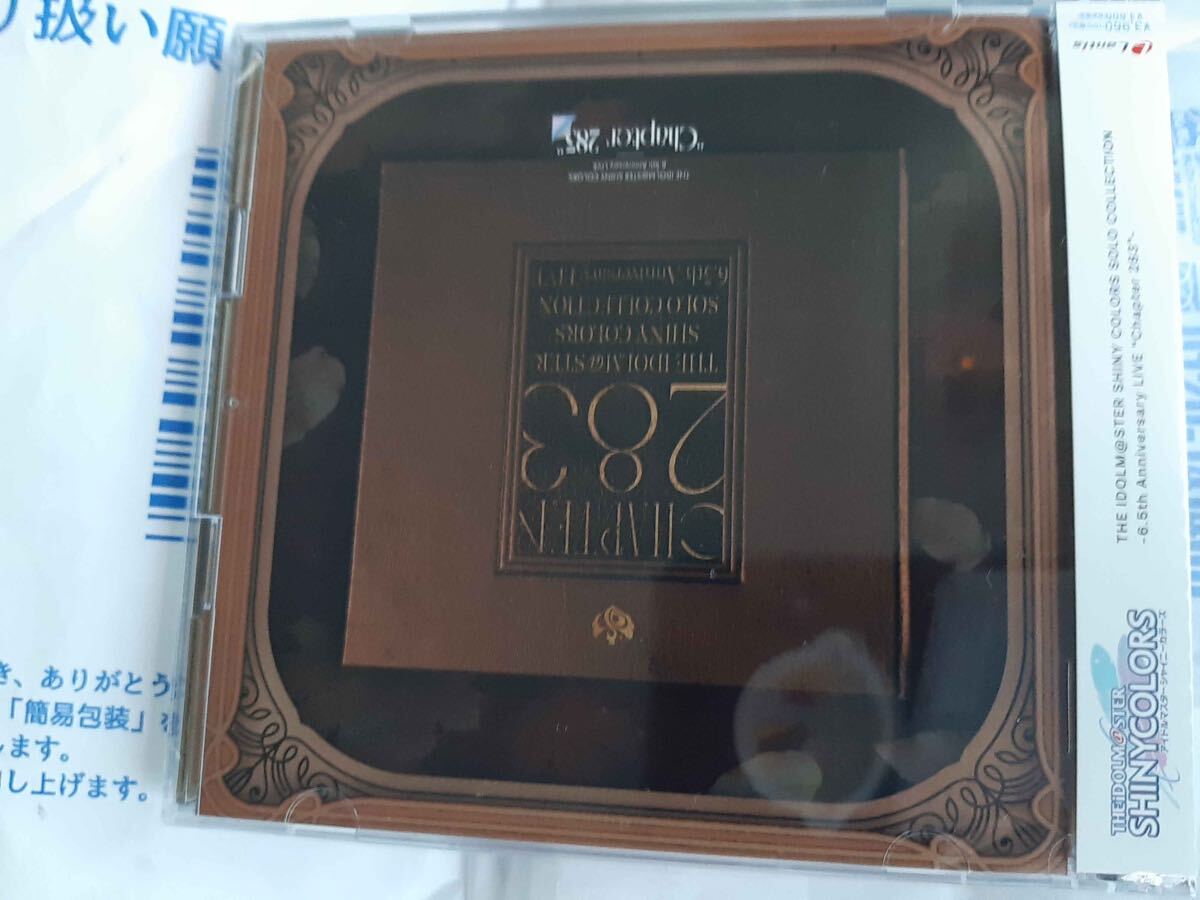 り扱い願
き、ありがとう
「簡易包装」を
します。
し上げます。
"Chapter 283"
6.5th Anniversary LIVE
THE IDOLM@STER SHINY COLORS
CHAPTER
283
THE IDOLM@STER
SHINY COLORS
SOLO COLLECTION
6.5th Anniversary LIVE
Lantis
THE IDOLM@STER SHINY COLORS SOLO COLLECTION
-6.5th Anniversary LIVE "Chapter 283"-
THE IDOLM@STER
SHINYCOLORS
アイドルマスターシャイニーカラーズ